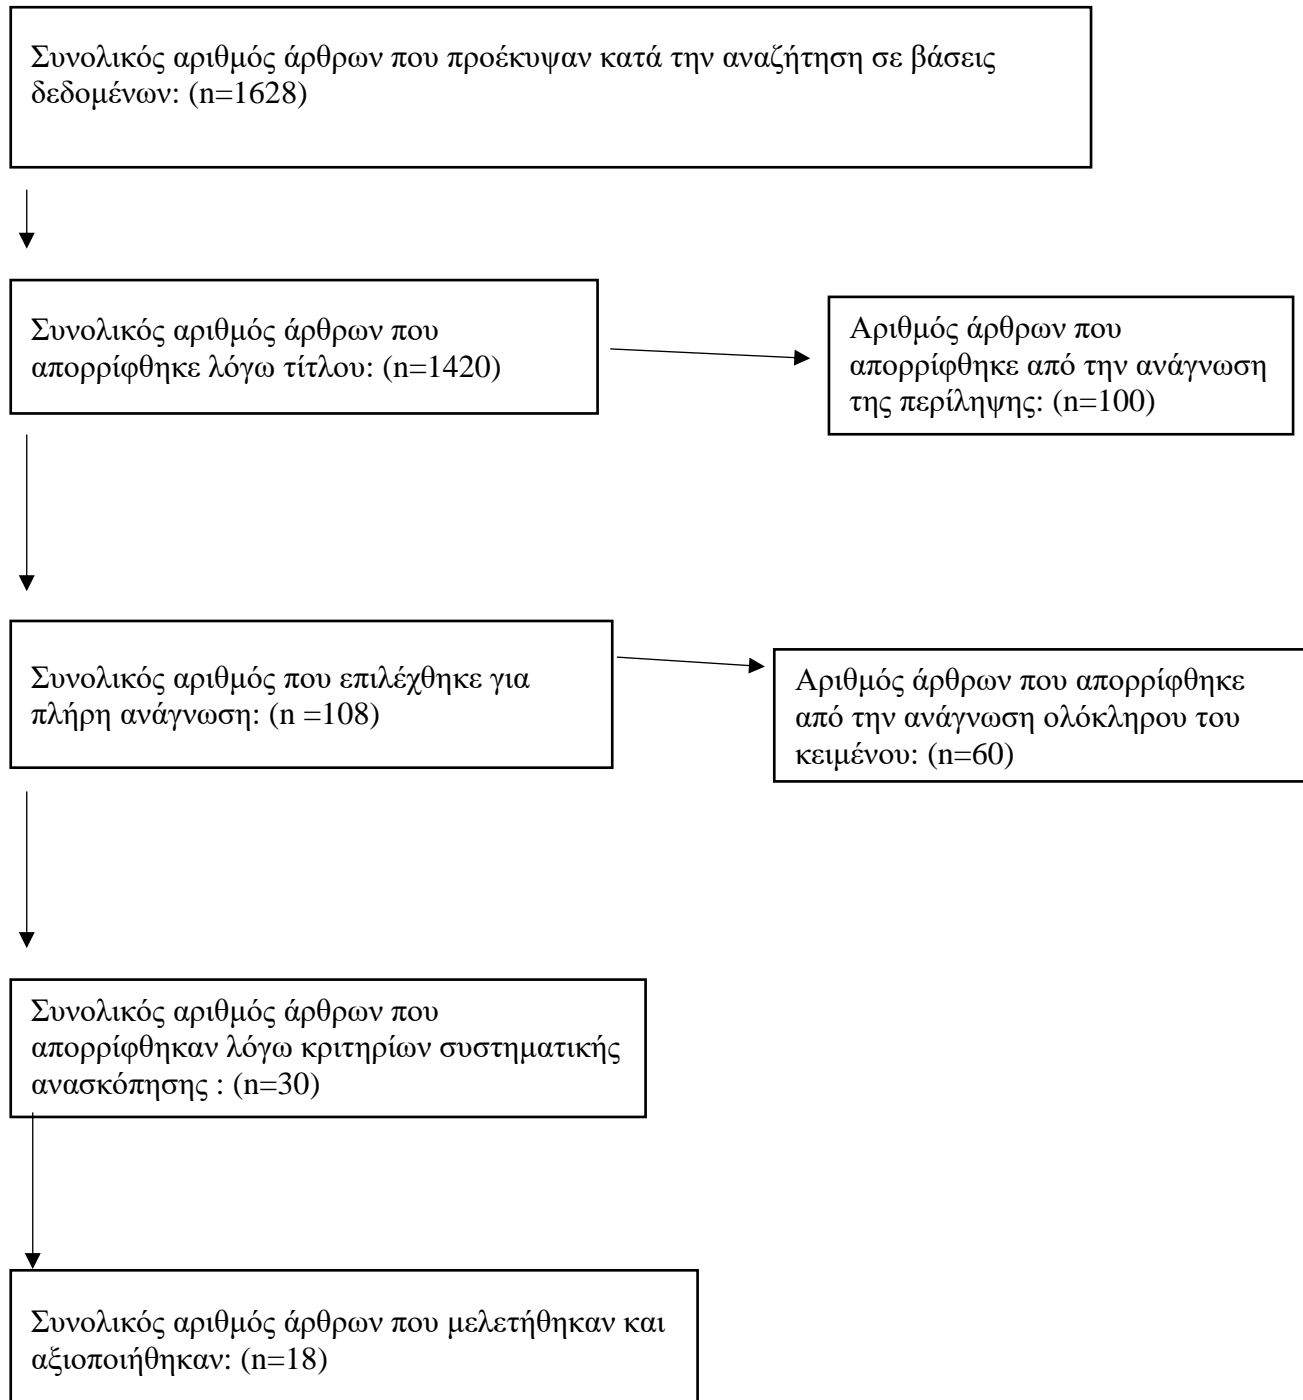 Συνολικός αριθμός άρθρων που προέκυψαν κατά την αναζήτηση σε βάσεις
δεδομένων: (n=1628)
Συνολικός αριθμός άρθρων που
απορρίφθηκε λόγω τίτλου: (n=1420)
Αριθμός άρθρων που
απορρίφθηκε από την ανάγνωση
της περίληψης: (n=100)
Συνολικός αριθμός που επιλέχθηκε για
πλήρη ανάγνωση: (n =108)
Αριθμός άρθρων που απορρίφθηκε
από την ανάγνωση ολόκληρου του
κειμένου: (n=60)
Συνολικός αριθμός άρθρων που
απορρίφθηκαν λόγω κριτηρίων συστηματικής
ανασκόπησης : (n=30)
Συνολικός αριθμός άρθρων που μελετήθηκαν και
αξιοποιήθηκαν: (n=18)